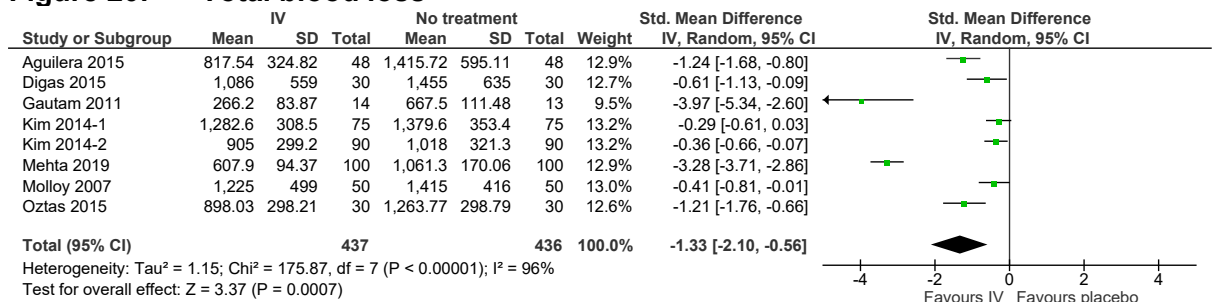 Figure 20: Total blood loss
IV No treatment Std. Mean Difference Std. Mean Difference
Study or Subgroup Mean SD Total Mean SD Total Weight IV, Random, 95% CI IV, Random, 95% CI
Aguilera 2015 817.54 324.82 48 1,415.72 595.11 48 12.9% -1.24 [-1.68, -0.80]
Digas 2015 1,086 559 30 1,455 635 30 12.7% -0.61 [-1.13, -0.09]
Gautam 2011 266.2 83.87 14 667.5 111.48 13 9.5% -3.97 [-5.34, -2.60]
Kim 2014-1 1,282.6 308.5 75 1,379.6 353.4 75 13.2% -0.29 [-0.61, 0.03]
Kim 2014-2 905 299.2 90 1,018 321.3 90 13.2% -0.36 [-0.66, -0.07]
Mehta 2019 607.9 94.37 100 1,061.3 170.06 100 12.9% -3.28 [-3.71, -2.86]
Molloy 2007 1,225 499 50 1,415 416 50 13.0% -0.41 [-0.81, -0.01]
Oztas 2015 898.03 298.21 30 1,263.77 298.79 30 12.6% -1.21 [-1.76, -0.66]
Total (95% CI) 437 436 100.0% -1.33 [-2.10, -0.56]
Heterogeneity: Tau² = 1.15; Chi² = 175.87, df = 7 (P < 0.00001); I² = 96%
Test for overall effect: Z = 3.37 (P = 0.0007)
-4 -2 0 2 4
Favours IV Favours placebo